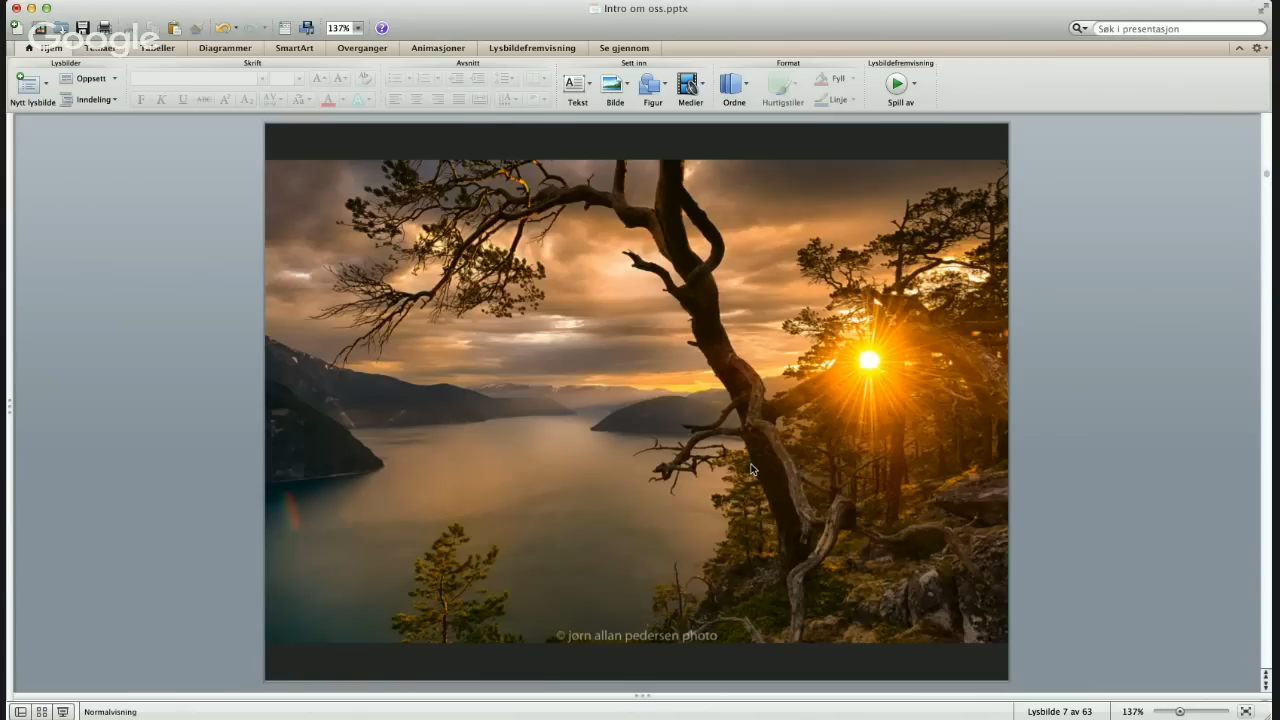 Intro om oss.pptx
137%
Søk i presentasjon
Google
Hjem
Temaer
Tabeller
Diagrammer
SmartArt
Overganger
Animasjoner
Lysbildefremvisning
Se gjennom
Lysbilder
Skrift
Avsnitt
Sett inn
Format
Lysbildefremvisning
Oppsett
Nytt lysbilde
Inndeling
Tekst
Bilde
Figur
Medier
Ordne
Hurtigstiler
Fyll
Linje
Spill av
© jørn allan pedersen photo
Normalvisning
Lysbilde 7 av 63
137%